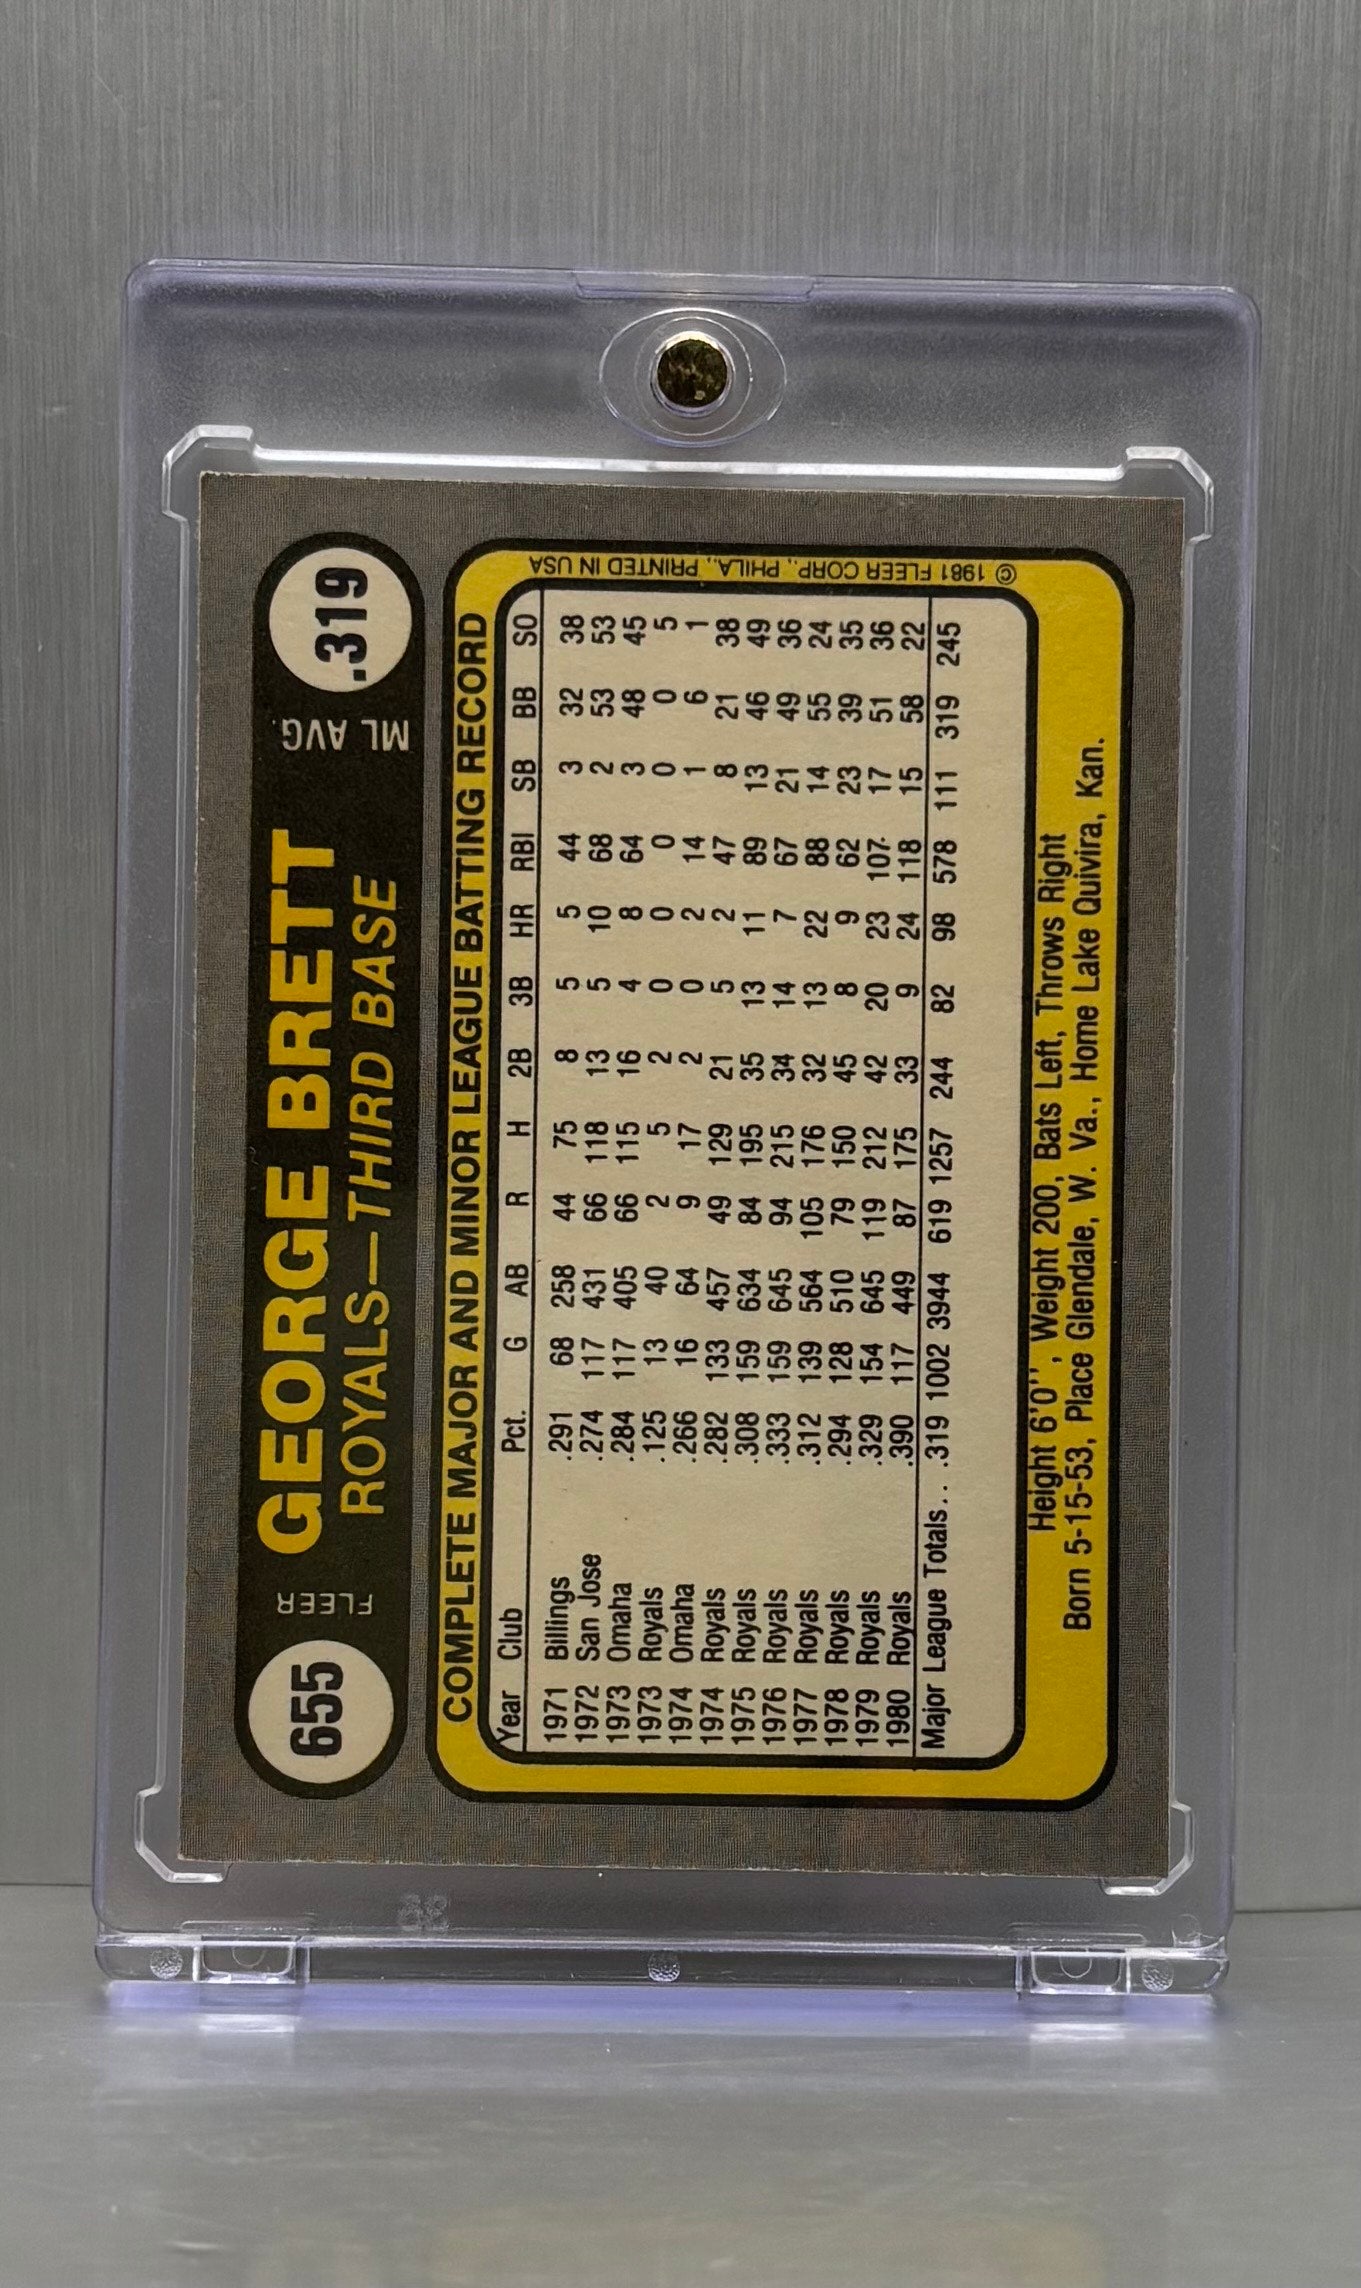 655 FLEER GEORGE BRETT ML AVG. .319
ROYALS—THIRD BASE
COMPLETE MAJOR AND MINOR LEAGUE BATTING RECORD
Year Club Pct. G AB R H 2B 3B HR RBI SB BB SO
1971 Billings .291 68 258 44 75 8 5 5 44 3 32 38
1972 San Jose .274 117 431 66 118 13 5 10 68 2 53 53
1973 Omaha .284 117 405 66 115 16 4 8 64 3 48 45
1973 Royals .125 13 40 2 5 2 0 0 0 0 0 5
1974 Omaha .266 16 64 9 17 2 0 2 14 1 6 1
1974 Royals .282 133 457 49 129 21 5 2 47 8 21 38
1975 Royals .308 159 634 84 195 35 13 11 89 13 46 49
1976 Royals .333 159 645 94 215 34 14 7 67 21 49 36
1977 Royals .312 139 564 105 176 32 13 22 88 14 55 24
1978 Royals .294 128 510 79 150 45 8 9 62 23 39 35
1979 Royals .329 154 645 119 212 42 20 23 107 17 51 36
1980 Royals .390 117 449 87 175 33 9 24 118 15 58 22
Major League Totals. . .319 1002 3944 619 1257 244 82 98 578 111 319 245
Height 6'0'', Weight 200, Bats Left, Throws Right
Born 5-15-53, Place Glendale, W. Va., Home Lake Quivira, Kan.
© 1981 FLEER CORP., PHILA., PRINTED IN USA